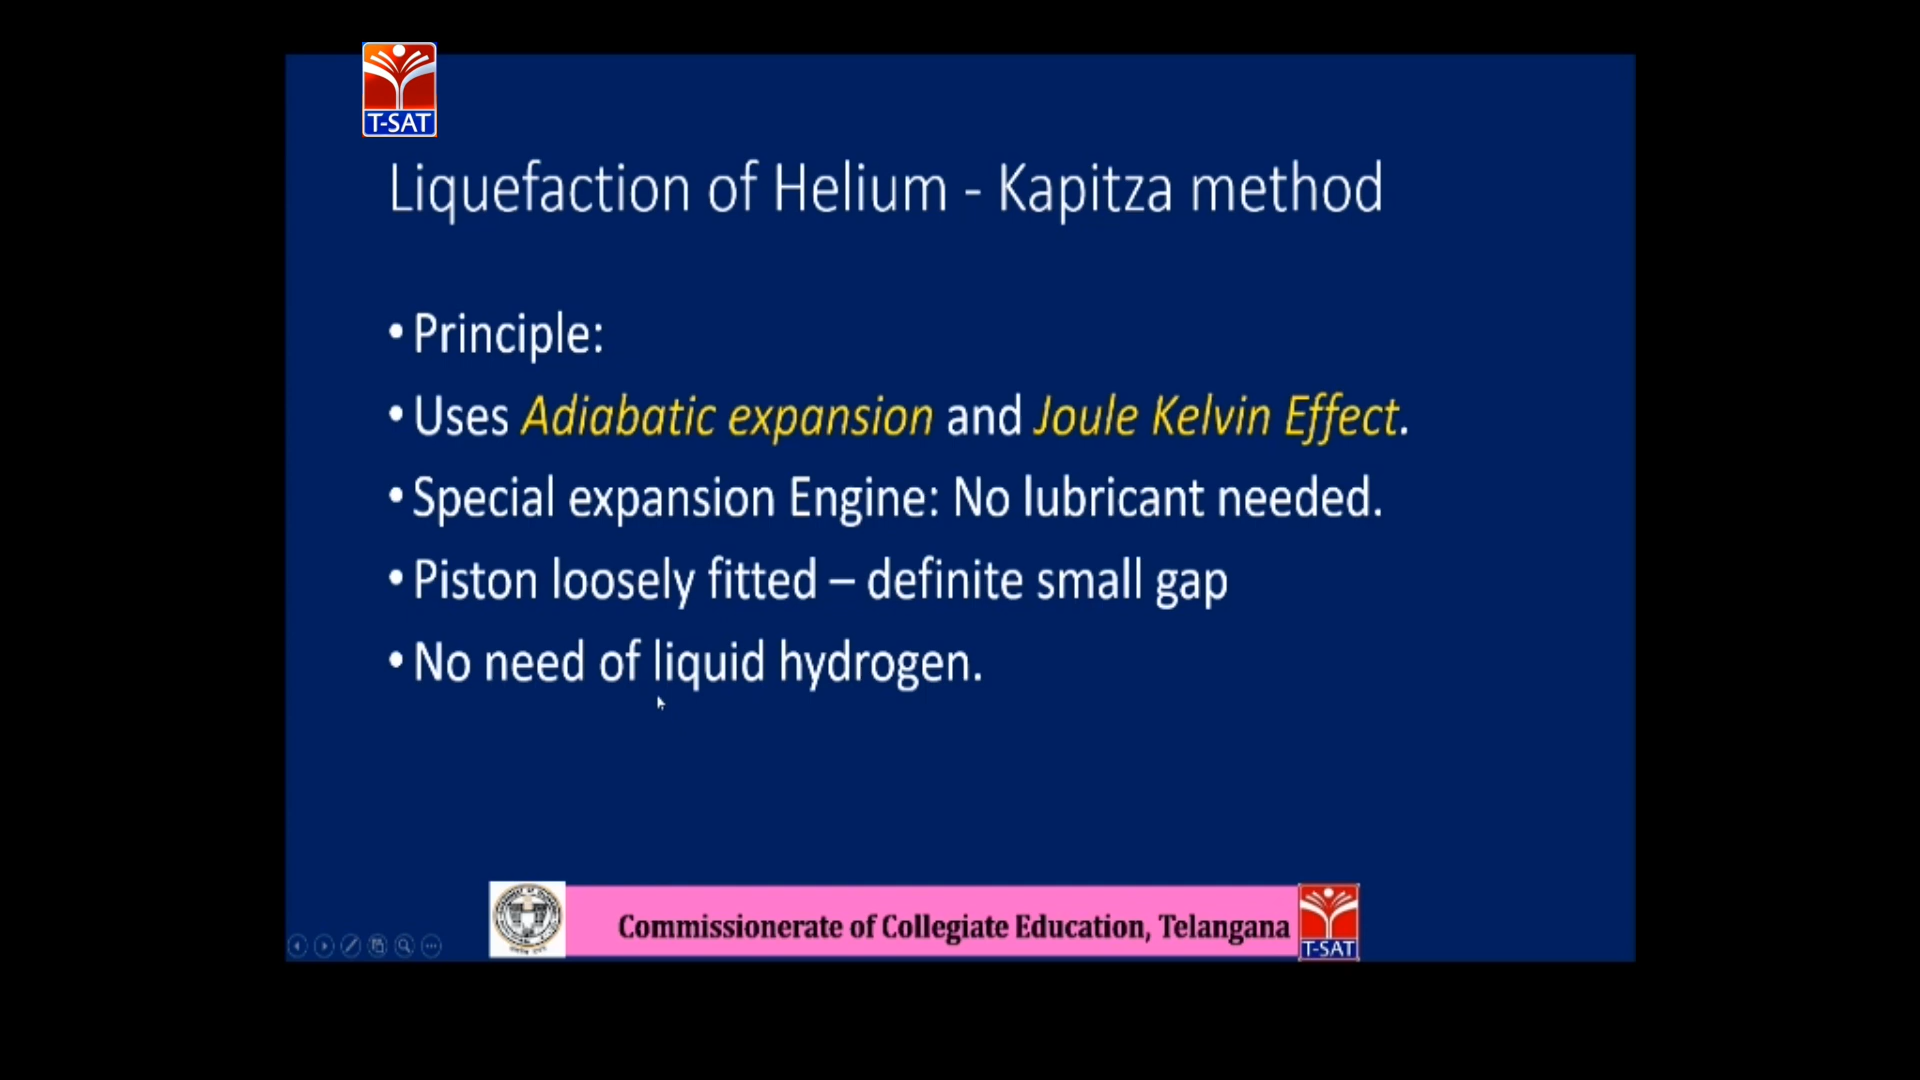 T-SAT
Liquefaction of Helium - Kapitza method
• Principle:
• Uses Adiabatic expansion and Joule Kelvin Effect.
• Special expansion Engine: No lubricant needed.
• Piston loosely fitted – definite small gap
• No need of liquid hydrogen.
Commissionerate of Collegiate Education, Telangana
T-SAT